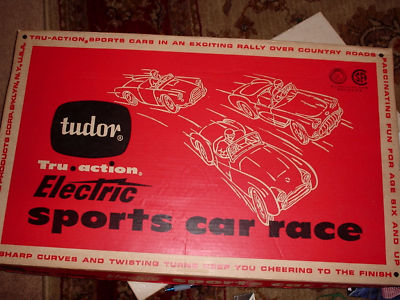 TRU-ACTION SPORTS CARS IN AN EXCITING RALLY OVER COUNTRY ROADS
FASCINATING FUN FOR AGE SIX AND UP
tudor®
Tru·action®
Electric
sports car race
PRODUCTS CORP., BKLYN, N.Y., U.S.A.
SHARP CURVES AND TWISTING TURNS KEEP YOU CHEERING TO THE FINISH